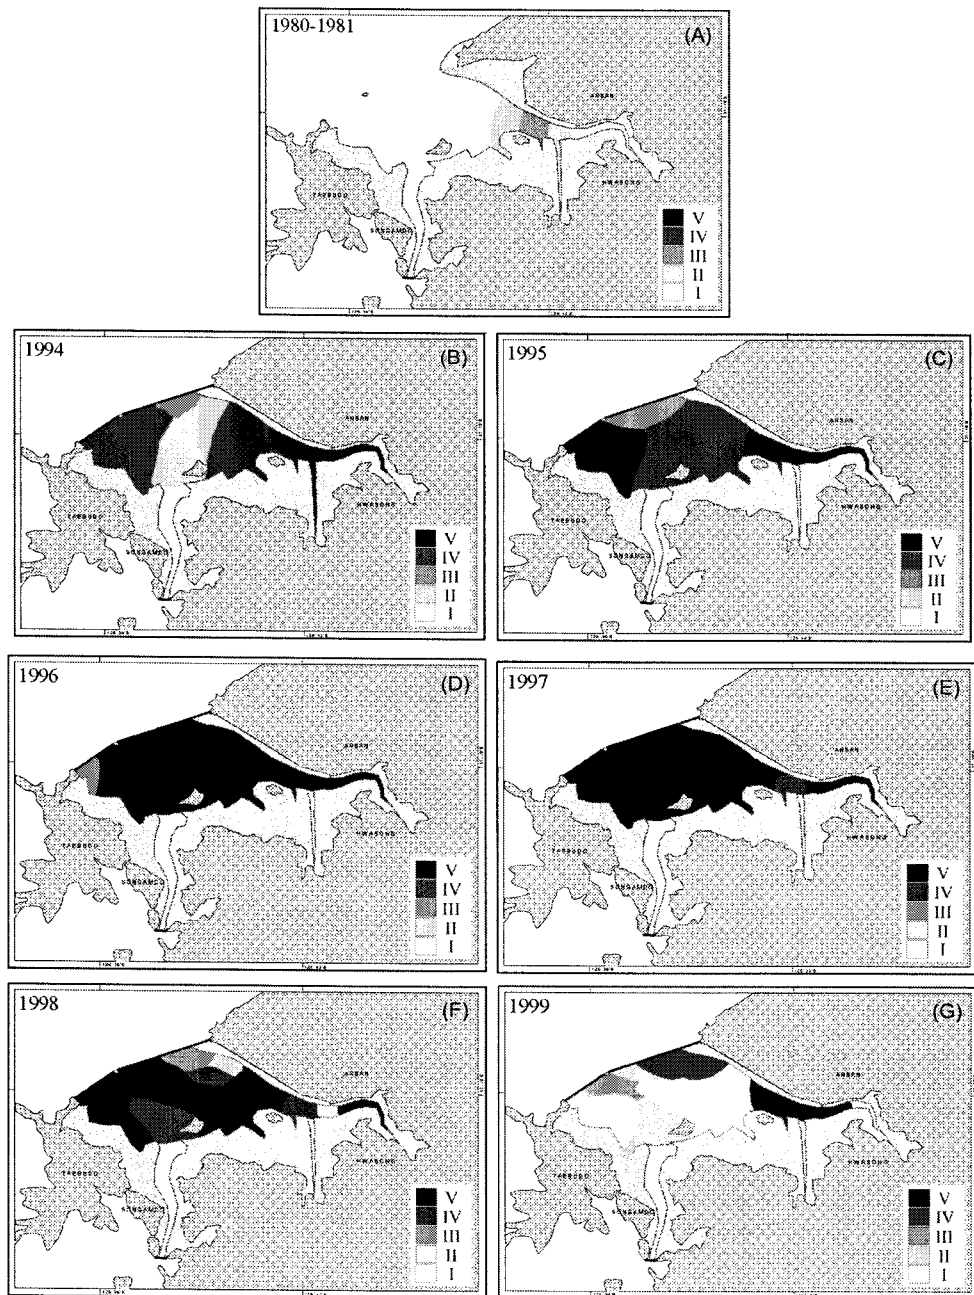 1980-1981
(A)
ANSAN
TAEBUDO
HWASONG
SONGAMDO
V
IV
III
II
I
1994
(B)
ANSAN
TAEBUDO
HWASONG
SONGAMDO
V
IV
III
II
I
1995
(C)
ANSAN
TAEBUDO
HWASONG
SONGAMDO
V
IV
III
II
I
1996
(D)
ANSAN
TAEBUDO
HWASONG
SONGAMDO
V
IV
III
II
I
1997
(E)
ANSAN
TAEBUDO
HWASONG
SONGAMDO
V
IV
III
II
I
1998
(F)
ANSAN
TAEBUDO
HWASONG
SONGAMDO
V
IV
III
II
I
1999
(G)
ANSAN
TAEBUDO
HWASONG
SONGAMDO
V
IV
III
II
I